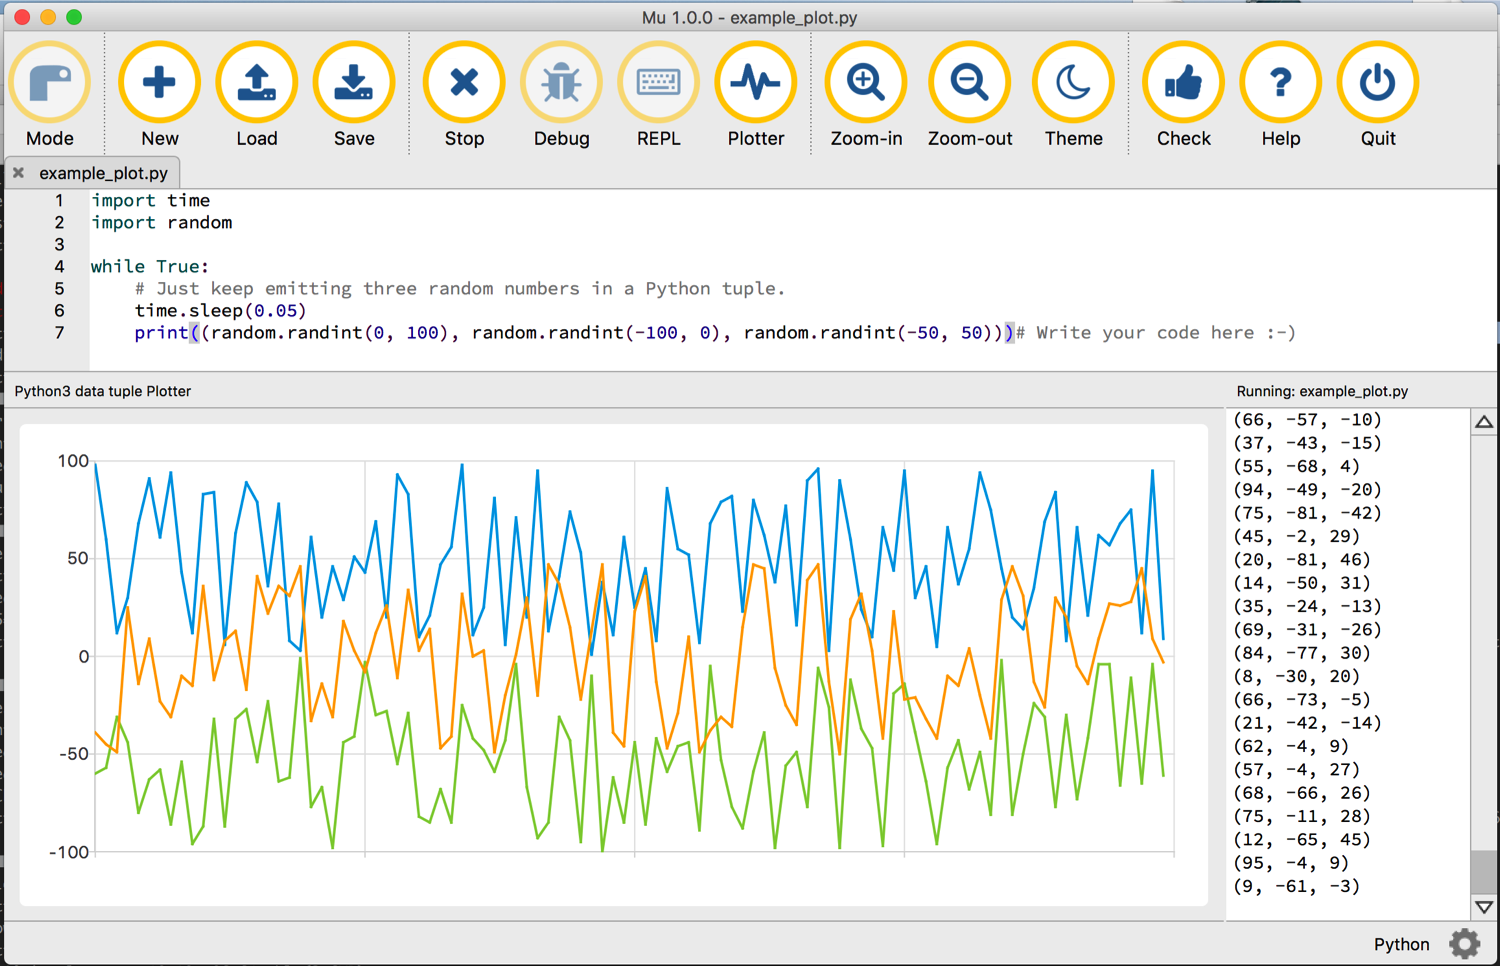 Mu 1.0.0 - example_plot.py
Mode New Load Save Stop Debug REPL Plotter Zoom-in Zoom-out Theme Check Help Quit
example_plot.py
1 import time
2 import random
3
4 while True:
5     # Just keep emitting three random numbers in a Python tuple.
6     time.sleep(0.05)
7     print((random.randint(0, 100), random.randint(-100, 0), random.randint(-50, 50)))# Write your code here :-)
Python3 data tuple Plotter
100
50
0
-50
-100
Running: example_plot.py
(66, -57, -10)
(37, -43, -15)
(55, -68, 4)
(94, -49, -20)
(75, -81, -42)
(45, -2, 29)
(20, -81, 46)
(14, -50, 31)
(35, -24, -13)
(69, -31, -26)
(84, -77, 30)
(8, -30, 20)
(66, -73, -5)
(21, -42, -14)
(62, -4, 9)
(57, -4, 27)
(68, -66, 26)
(75, -11, 28)
(12, -65, 45)
(95, -4, 9)
(9, -61, -3)
Python